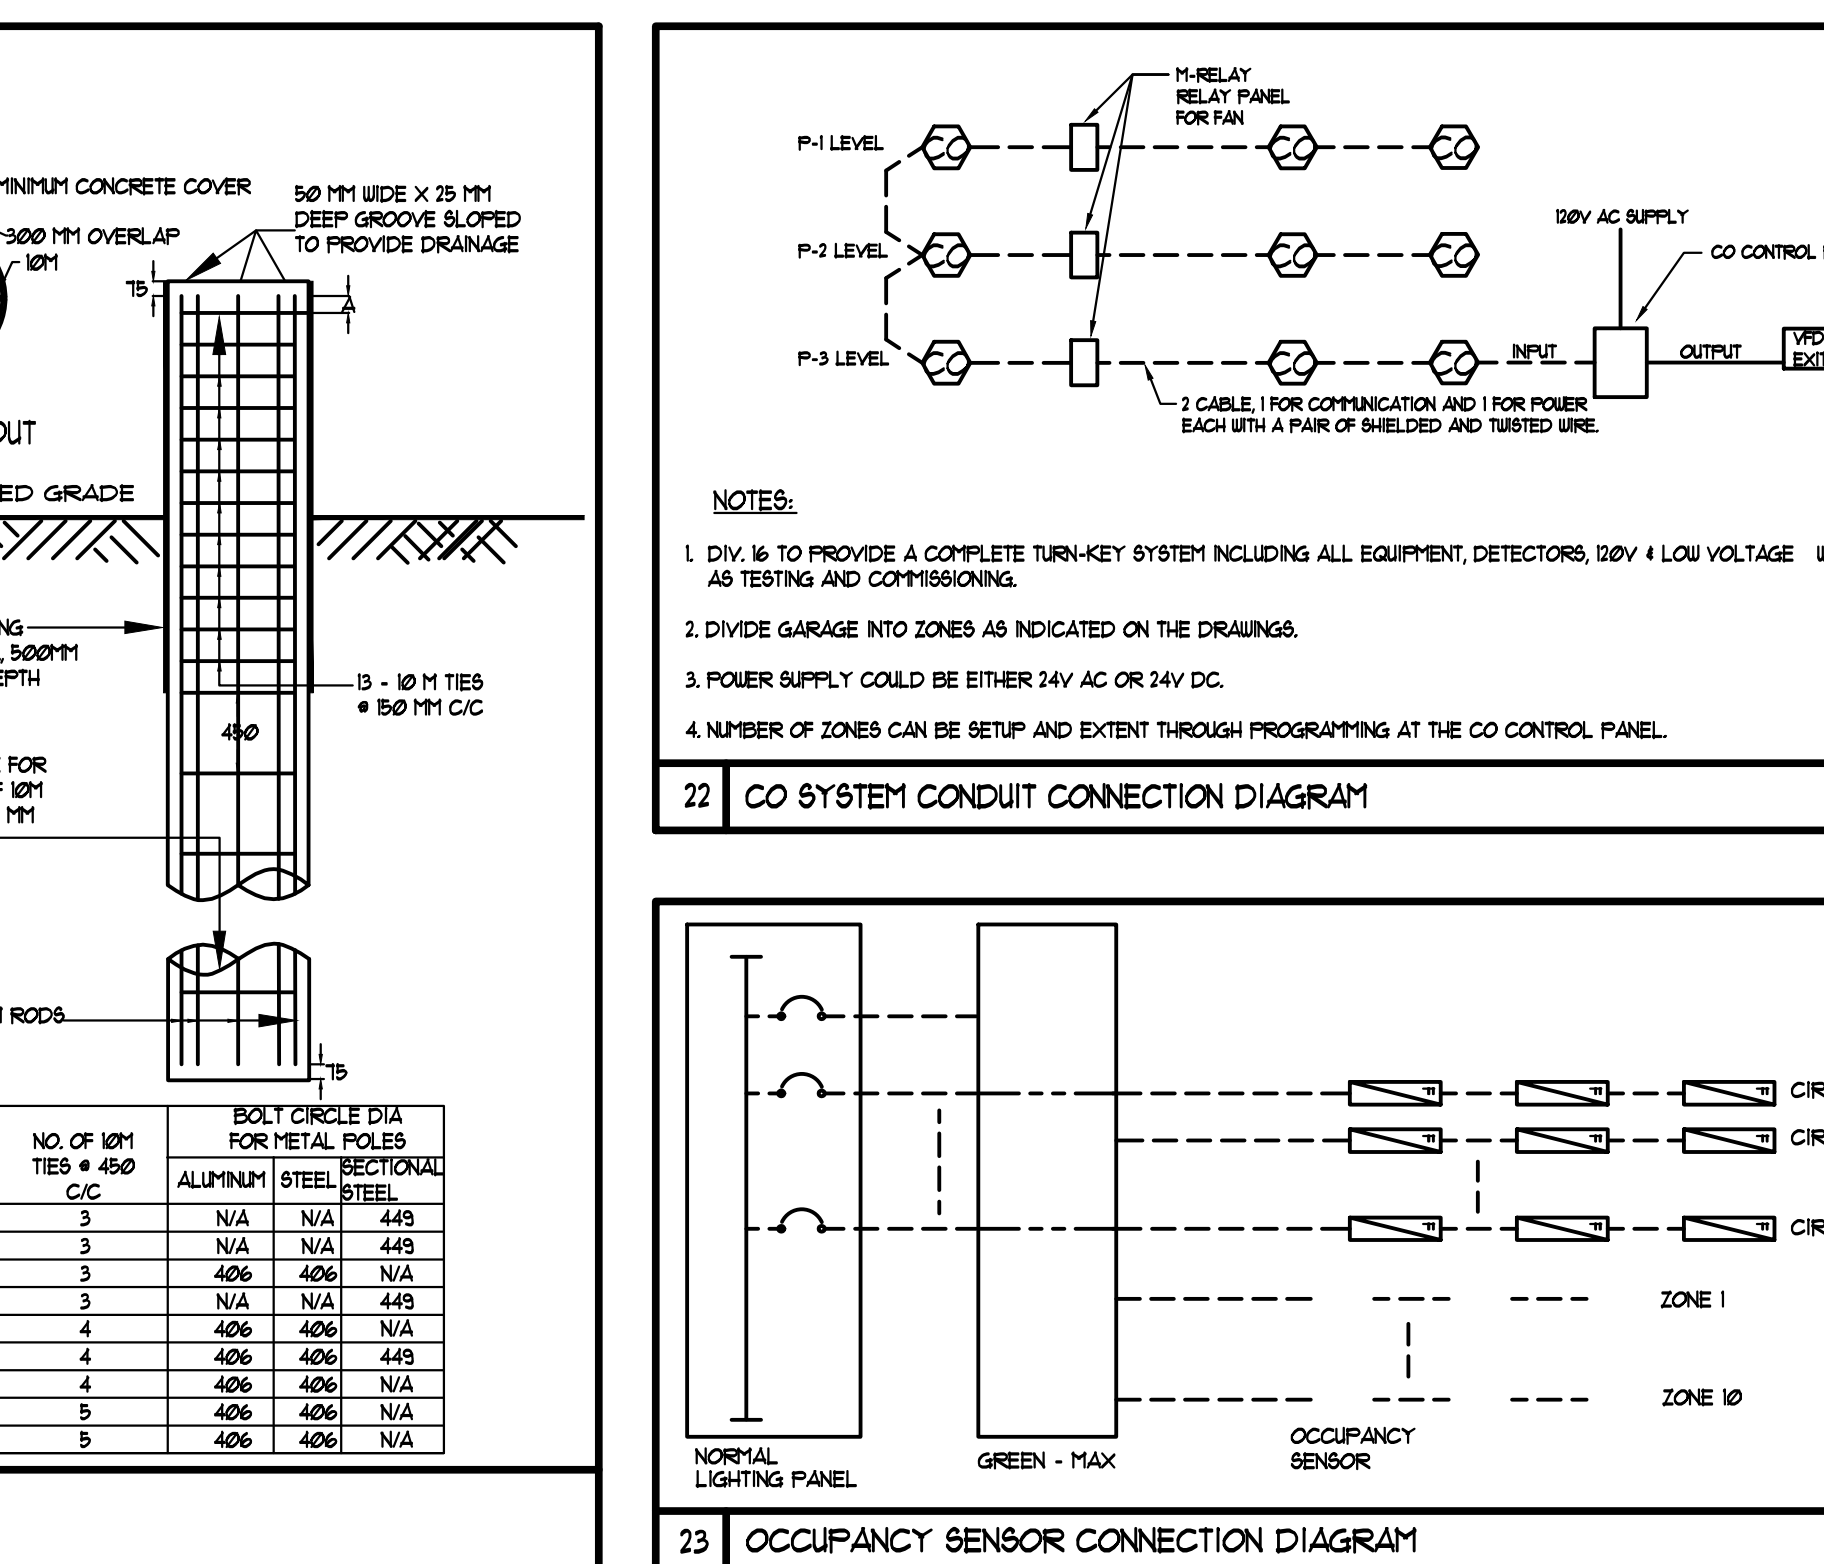 MINIMUM CONCRETE COVER
300 MM OVERLAP
10M
50 MM WIDE X 25 MM
DEEP GROOVE SLOPED
TO PROVIDE DRAINAGE
75
A
OUT
ED GRADE
NG
, 500MM
EPTH
13 - 10 M TIES
@ 150 MM C/C
450
FOR
10M
MM
RODS
75
NO. OF 10M
TIES @ 450
C/C
BOLT CIRCLE DIA
FOR METAL POLES
ALUMINUM STEEL SECTIONAL
STEEL
3 N/A N/A 449
3 N/A N/A 449
3 406 406 N/A
3 N/A N/A 449
4 406 406 N/A
4 406 406 449
4 406 406 N/A
5 406 406 N/A
5 406 406 N/A
M-RELAY
RELAY PANEL
FOR FAN
P-1 LEVEL CO CO CO
P-2 LEVEL CO CO CO
P-3 LEVEL CO CO CO
120V AC SUPPLY
CO CONTROL
INPUT
OUTPUT
VFD
EXIT
2 CABLE, 1 FOR COMMUNICATION AND 1 FOR POWER
EACH WITH A PAIR OF SHIELDED AND TWISTED WIRE.
NOTES:
1. DIV. 16 TO PROVIDE A COMPLETE TURN-KEY SYSTEM INCLUDING ALL EQUIPMENT, DETECTORS, 120V & LOW VOLTAGE
AS TESTING AND COMMISSIONING.
2. DIVIDE GARAGE INTO ZONES AS INDICATED ON THE DRAWINGS.
3. POWER SUPPLY COULD BE EITHER 24V AC OR 24V DC.
4. NUMBER OF ZONES CAN BE SETUP AND EXTENT THROUGH PROGRAMMING AT THE CO CONTROL PANEL.
22 CO SYSTEM CONDUIT CONNECTION DIAGRAM
CIR
CIR
CIR
ZONE 1
ZONE 10
OCCUPANCY
SENSOR
NORMAL
LIGHTING PANEL
GREEN - MAX
23 OCCUPANCY SENSOR CONNECTION DIAGRAM